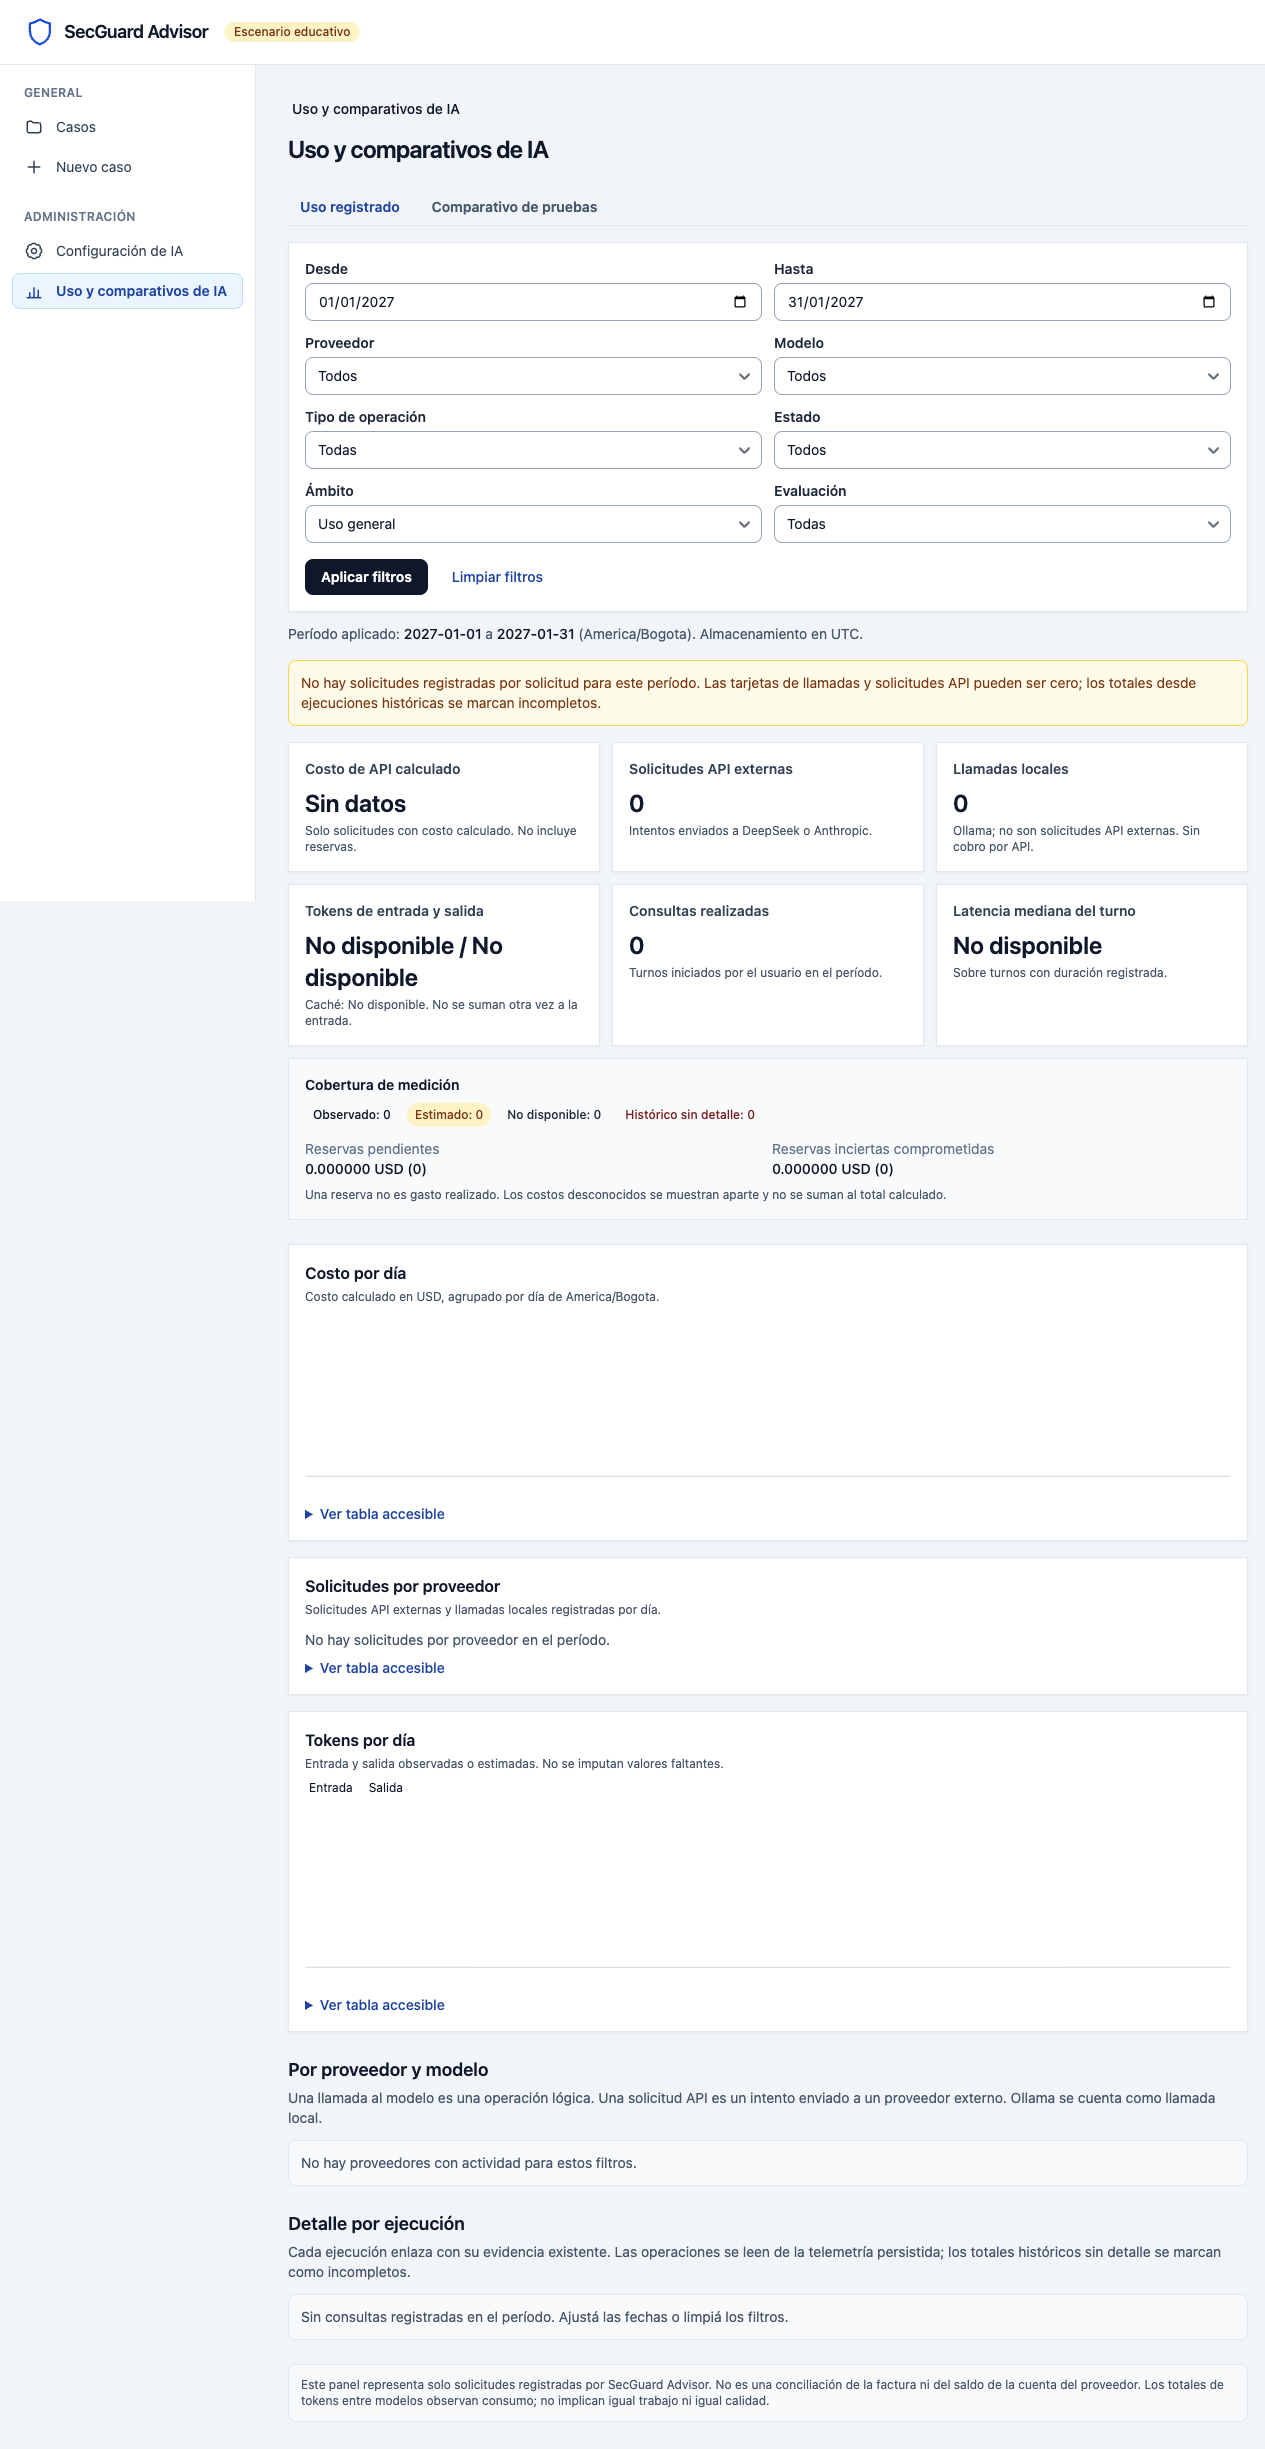 SecGuard Advisor
Escenario educativo
GENERAL
Casos
Nuevo caso
ADMINISTRACIÓN
Configuración de IA
Uso y comparativos de IA
Uso y comparativos de IA
Uso y comparativos de IA
Uso registrado
Comparativo de pruebas
Desde
01/01/2027
Hasta
31/01/2027
Proveedor
Todos
Modelo
Todos
Tipo de operación
Todas
Estado
Todos
Ámbito
Uso general
Evaluación
Todas
Aplicar filtros
Limpiar filtros
Período aplicado: 2027-01-01 a 2027-01-31 (America/Bogota). Almacenamiento en UTC.
No hay solicitudes registradas por solicitud para este período. Las tarjetas de llamadas y solicitudes API pueden ser cero; los totales desde
ejecuciones históricas se marcan incompletos.
Costo de API calculado
Sin datos
Solo solicitudes con costo calculado. No incluye
reservas.
Solicitudes API externas
0
Intentos enviados a DeepSeek o Anthropic.
Llamadas locales
0
Ollama; no son solicitudes API externas. Sin
cobro por API.
Tokens de entrada y salida
No disponible / No
disponible
Caché: No disponible. No se suman otra vez a la
entrada.
Consultas realizadas
0
Turnos iniciados por el usuario en el período.
Latencia mediana del turno
No disponible
Sobre turnos con duración registrada.
Cobertura de medición
Observado: 0
Estimado: 0
No disponible: 0
Histórico sin detalle: 0
Reservas pendientes
0.000000 USD (0)
Reservas inciertas comprometidas
0.000000 USD (0)
Una reserva no es gasto realizado. Los costos desconocidos se muestran aparte y no se suman al total calculado.
Costo por día
Costo calculado en USD, agrupado por día de America/Bogota.
Ver tabla accesible
Solicitudes por proveedor
Solicitudes API externas y llamadas locales registradas por día.
No hay solicitudes por proveedor en el período.
Ver tabla accesible
Tokens por día
Entrada y salida observadas o estimadas. No se imputan valores faltantes.
Entrada
Salida
Ver tabla accesible
Por proveedor y modelo
Una llamada al modelo es una operación lógica. Una solicitud API es un intento enviado a un proveedor externo. Ollama se cuenta como llamada
local.
No hay proveedores con actividad para estos filtros.
Detalle por ejecución
Cada ejecución enlaza con su evidencia existente. Las operaciones se leen de la telemetría persistida; los totales históricos sin detalle se marcan
como incompletos.
Sin consultas registradas en el período. Ajustá las fechas o limpiá los filtros.
Este panel representa solo solicitudes registradas por SecGuard Advisor. No es una conciliación de la factura ni del saldo de la cuenta del proveedor. Los totales de
tokens entre modelos observan consumo; no implican igual trabajo ni igual calidad.